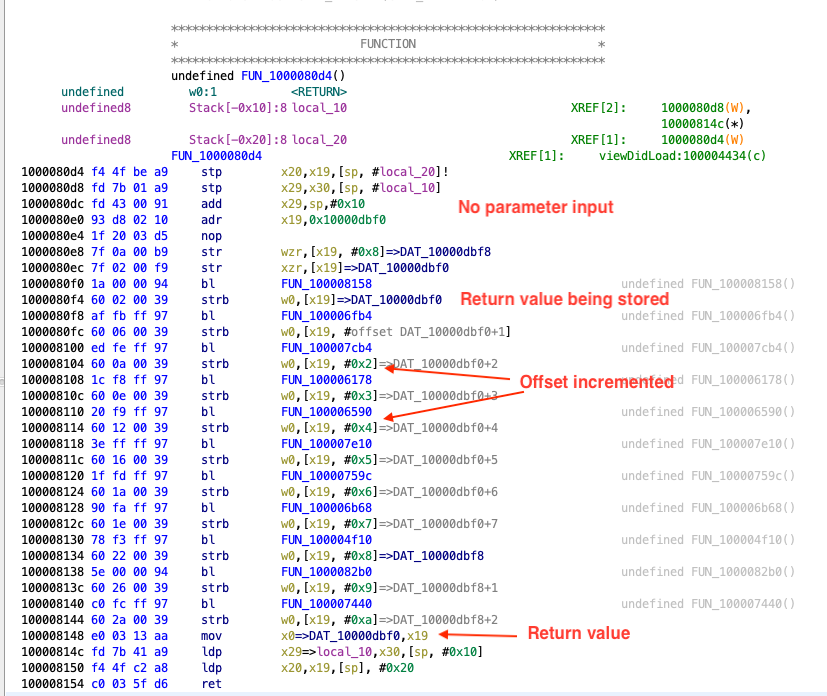 **************************************************************
* FUNCTION *
**************************************************************
undefined FUN_1000080d4()
undefined w0:1 <RETURN>
undefined8 Stack[-0x10]:8 local_10 XREF[2]: 1000080d8(W),
10000814c(*)
undefined8 Stack[-0x20]:8 local_20 XREF[1]: 1000080d4(W)
FUN_1000080d4 XREF[1]: viewDidLoad:100004434(c)
1000080d4 f4 4f be a9 stp x20,x19,[sp, #local_20]!
1000080d8 fd 7b 01 a9 stp x29,x30,[sp, #local_10]
1000080dc fd 43 00 91 add x29,sp,#0x10
No parameter input
1000080e0 93 d8 02 10 adr x19,0x10000dbf0
1000080e4 1f 20 03 d5 nop
1000080e8 7f 0a 00 b9 str wzr,[x19, #0x8]=>DAT_10000dbf8
1000080ec 7f 02 00 f9 str xzr,[x19]=>DAT_10000dbf0
1000080f0 1a 00 00 94 bl FUN_100008158 undefined FUN_100008158()
1000080f4 60 02 00 39 strb w0,[x19]=>DAT_10000dbf0 Return value being stored
1000080f8 af fb ff 97 bl FUN_100006fb4 undefined FUN_100006fb4()
1000080fc 60 06 00 39 strb w0,[x19, #offset DAT_10000dbf0+1]
100008100 ed fe ff 97 bl FUN_100007cb4 undefined FUN_100007cb4()
100008104 60 0a 00 39 strb w0,[x19, #0x2]=>DAT_10000dbf0+2
100008108 1c f8 ff 97 bl FUN_100006178 Offset incremented undefined FUN_100006178()
10000810c 60 0e 00 39 strb w0,[x19, #0x3]=>DAT_10000dbf0+3
100008110 20 f9 ff 97 bl FUN_100006590 undefined FUN_100006590()
100008114 60 12 00 39 strb w0,[x19, #0x4]=>DAT_10000dbf0+4
100008118 3e ff ff 97 bl FUN_100007e10 undefined FUN_100007e10()
10000811c 60 16 00 39 strb w0,[x19, #0x5]=>DAT_10000dbf0+5
100008120 1f fd ff 97 bl FUN_10000759c undefined FUN_10000759c()
100008124 60 1a 00 39 strb w0,[x19, #0x6]=>DAT_10000dbf0+6
100008128 90 fa ff 97 bl FUN_100006b68 undefined FUN_100006b68()
10000812c 60 1e 00 39 strb w0,[x19, #0x7]=>DAT_10000dbf0+7
100008130 78 f3 ff 97 bl FUN_100004f10 undefined FUN_100004f10()
100008134 60 22 00 39 strb w0,[x19, #0x8]=>DAT_10000dbf8
100008138 5e 00 00 94 bl FUN_1000082b0 undefined FUN_1000082b0()
10000813c 60 26 00 39 strb w0,[x19, #0x9]=>DAT_10000dbf8+1
100008140 c0 fc ff 97 bl FUN_100007440 undefined FUN_100007440()
100008144 60 2a 00 39 strb w0,[x19, #0xa]=>DAT_10000dbf8+2
100008148 e0 03 13 aa mov x0=>DAT_10000dbf0,x19 Return value
10000814c fd 7b 41 a9 ldp x29=>local_10,x30,[sp, #0x10]
100008150 f4 4f c2 a8 ldp x20,x19,[sp], #0x20
100008154 c0 03 5f d6 ret